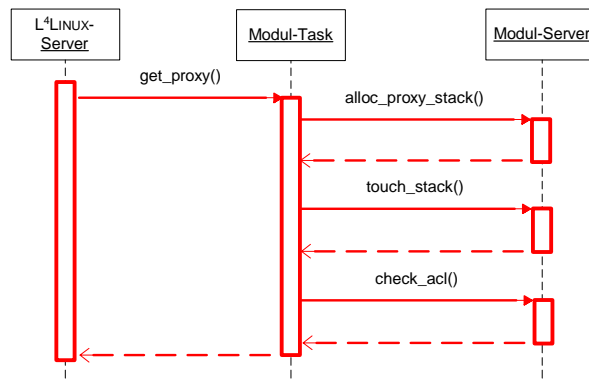 L⁴LINUX-
Server
Modul-Task
Modul-Server
get_proxy()
alloc_proxy_stack()
touch_stack()
check_acl()